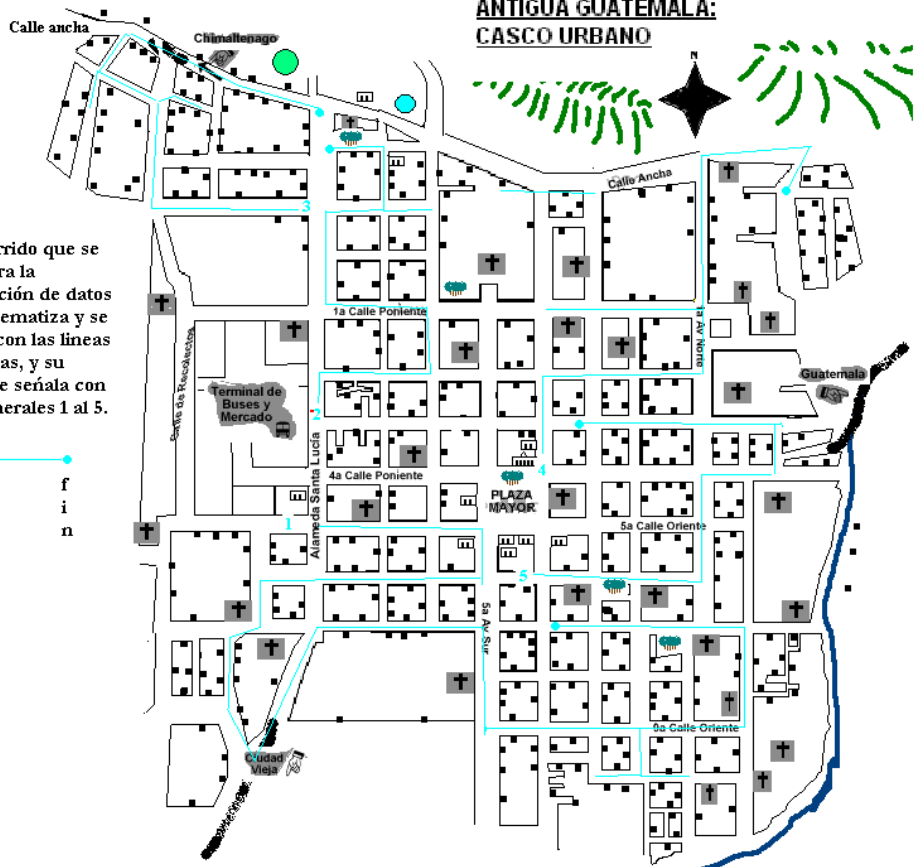 ANTIGUA GUATEMALA:
CASCO URBANO
Calle ancha
Chimaltenago
N
Calle Ancha
3
rrido que se
ra la
ción de datos
ematiza y se
con las lineas
as, y su
e señala con
nerales 1 al 5.
1a Calle Poniente
1a Av Norte
Calle de Recolectos
Guatemala
Terminal de
Buses y
Mercado
2
Alameda Santa Lucía
4
4a Calle Poniente
PLAZA
MAYOR
f
i
n
1
5a Calle Oriente
5
5a Av Sur
9a Calle Oriente
Ciudad
Vieja